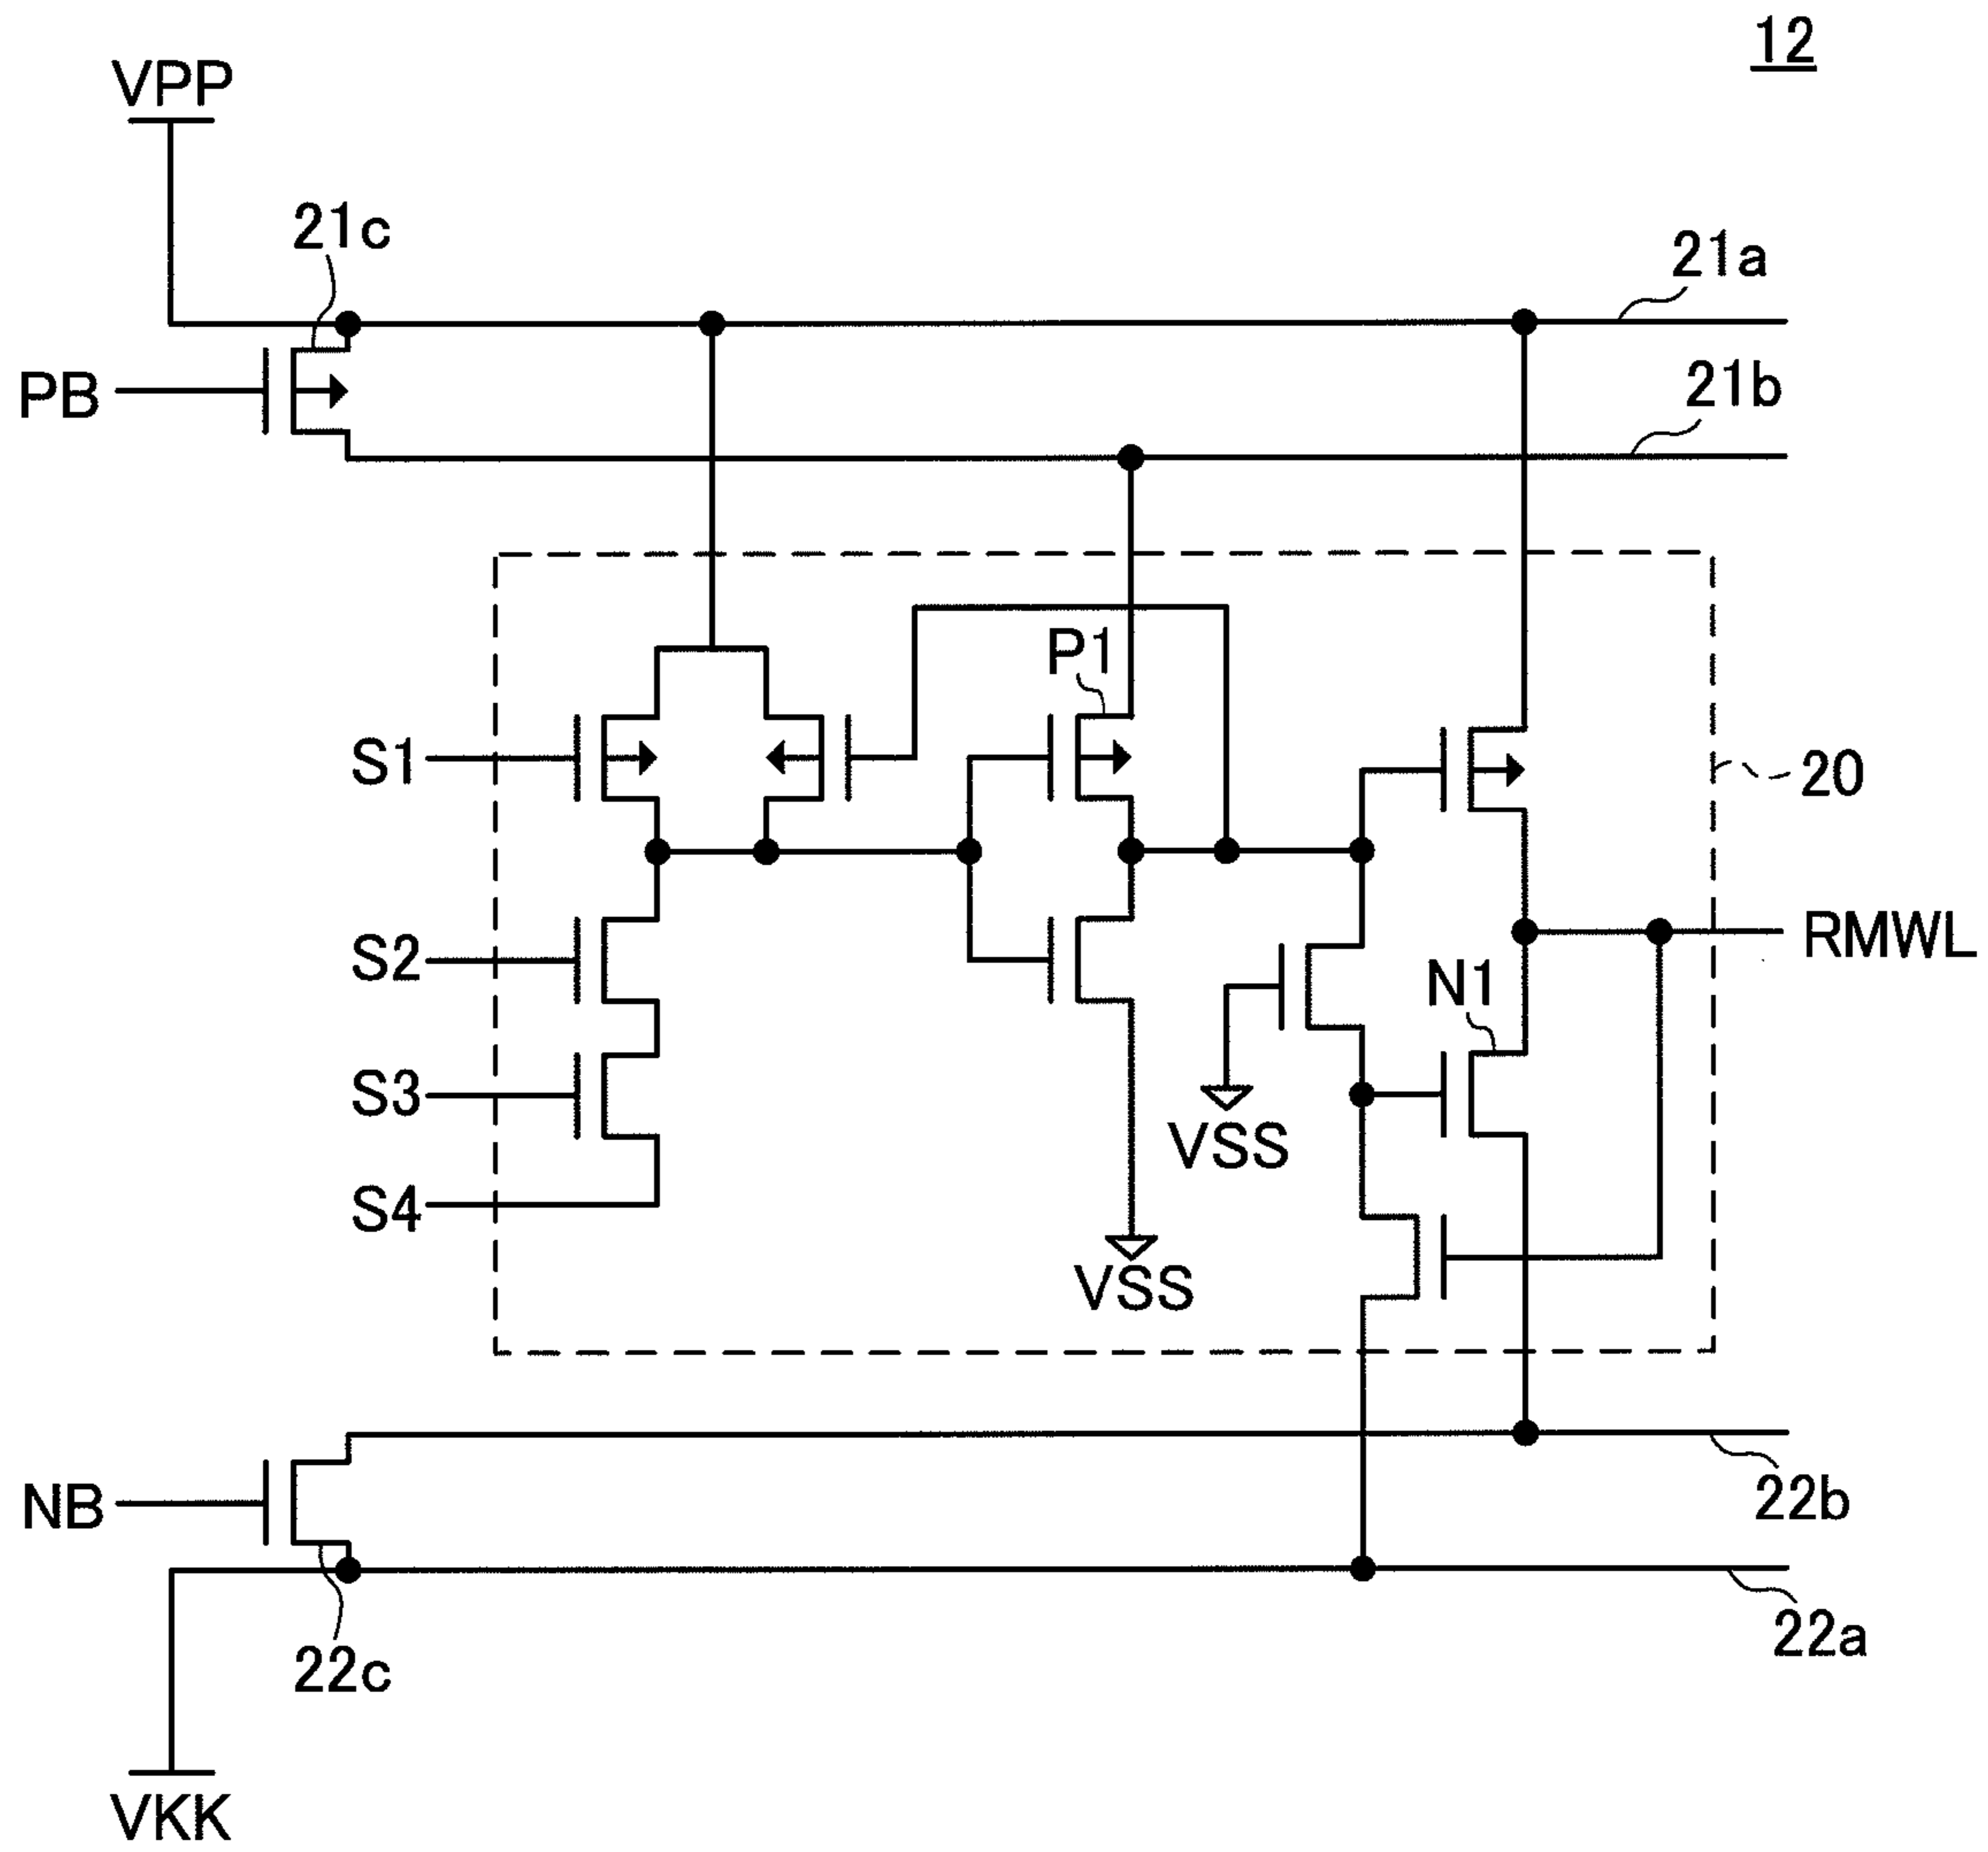 12
VPP
21c
21a
PB
21b
P1
S1
20
S2
RMWL
N1
S3
VSS
S4
VSS
NB
22b
22c
22a
VKK